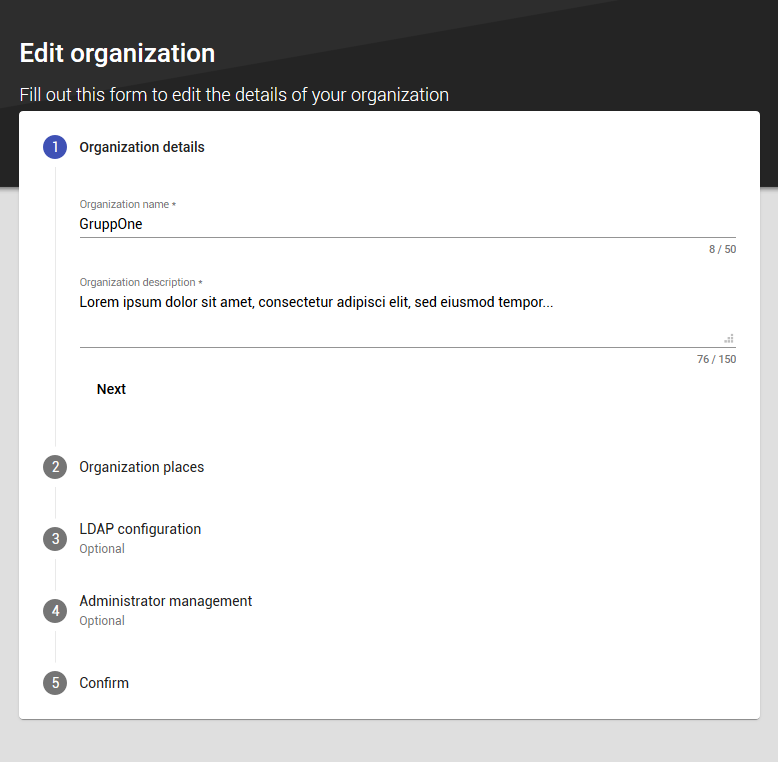 Edit organization
Fill out this form to edit the details of your organization
1 Organization details
Organization name *
GruppOne
8 / 50
Organization description *
Lorem ipsum dolor sit amet, consectetur adipisci elit, sed eiusmod tempor...
76 / 150
Next
2 Organization places
3 LDAP configuration
Optional
4 Administrator management
Optional
5 Confirm